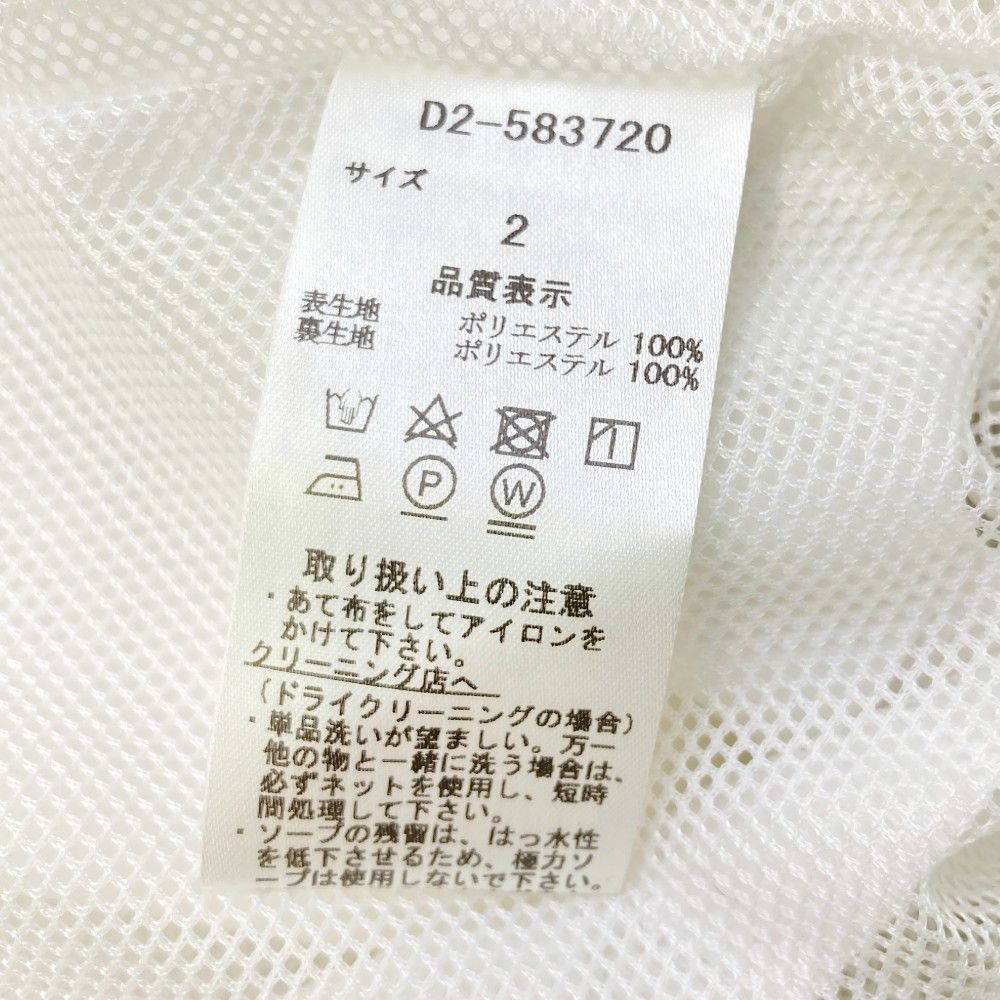 D2-583720
サイズ
2
品質表示
表生地 ポリエステル 100%
裏生地 ポリエステル 100%
P W
取り扱い上の注意
・あて布をしてアイロンを
かけて下さい。
クリーニング店へ
(ドライクリーニングの場合)
・単品洗いが望ましい。万一
他の物と一緒に洗う場合は、
必ずネットを使用し、短時
間処理して下さい。
・ソープの残留は、はっ水性
を低下させるため、極力ソ
ープは使用しないで下さい。